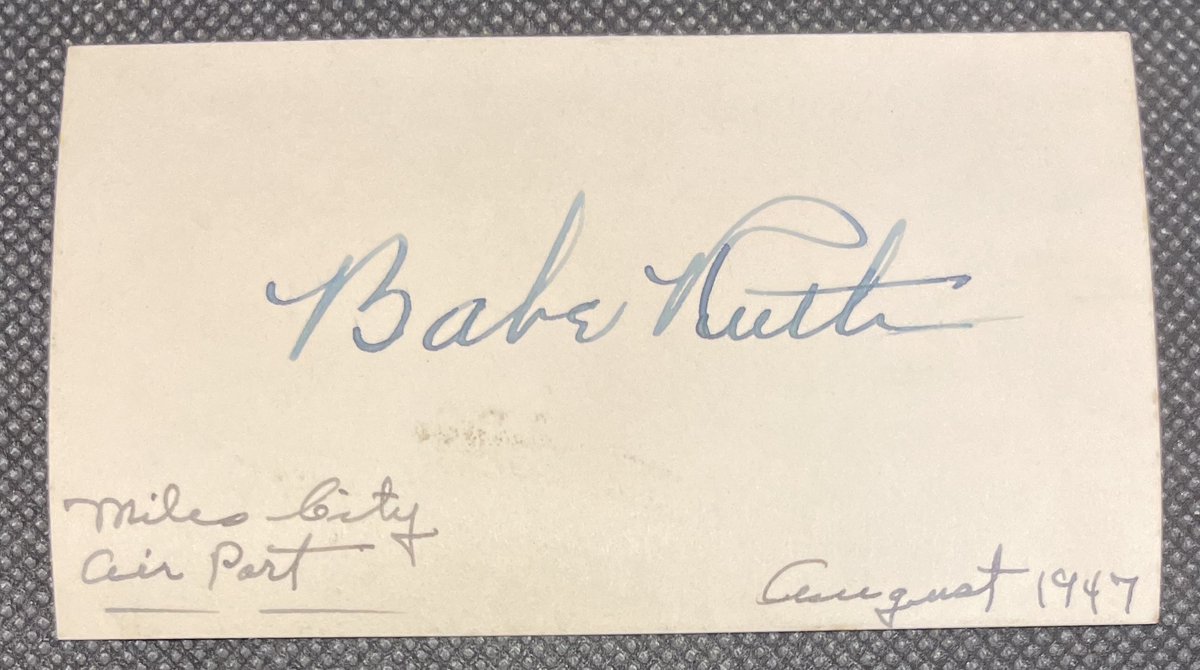 Babe Ruth
Miles City
Air Port
August 1947